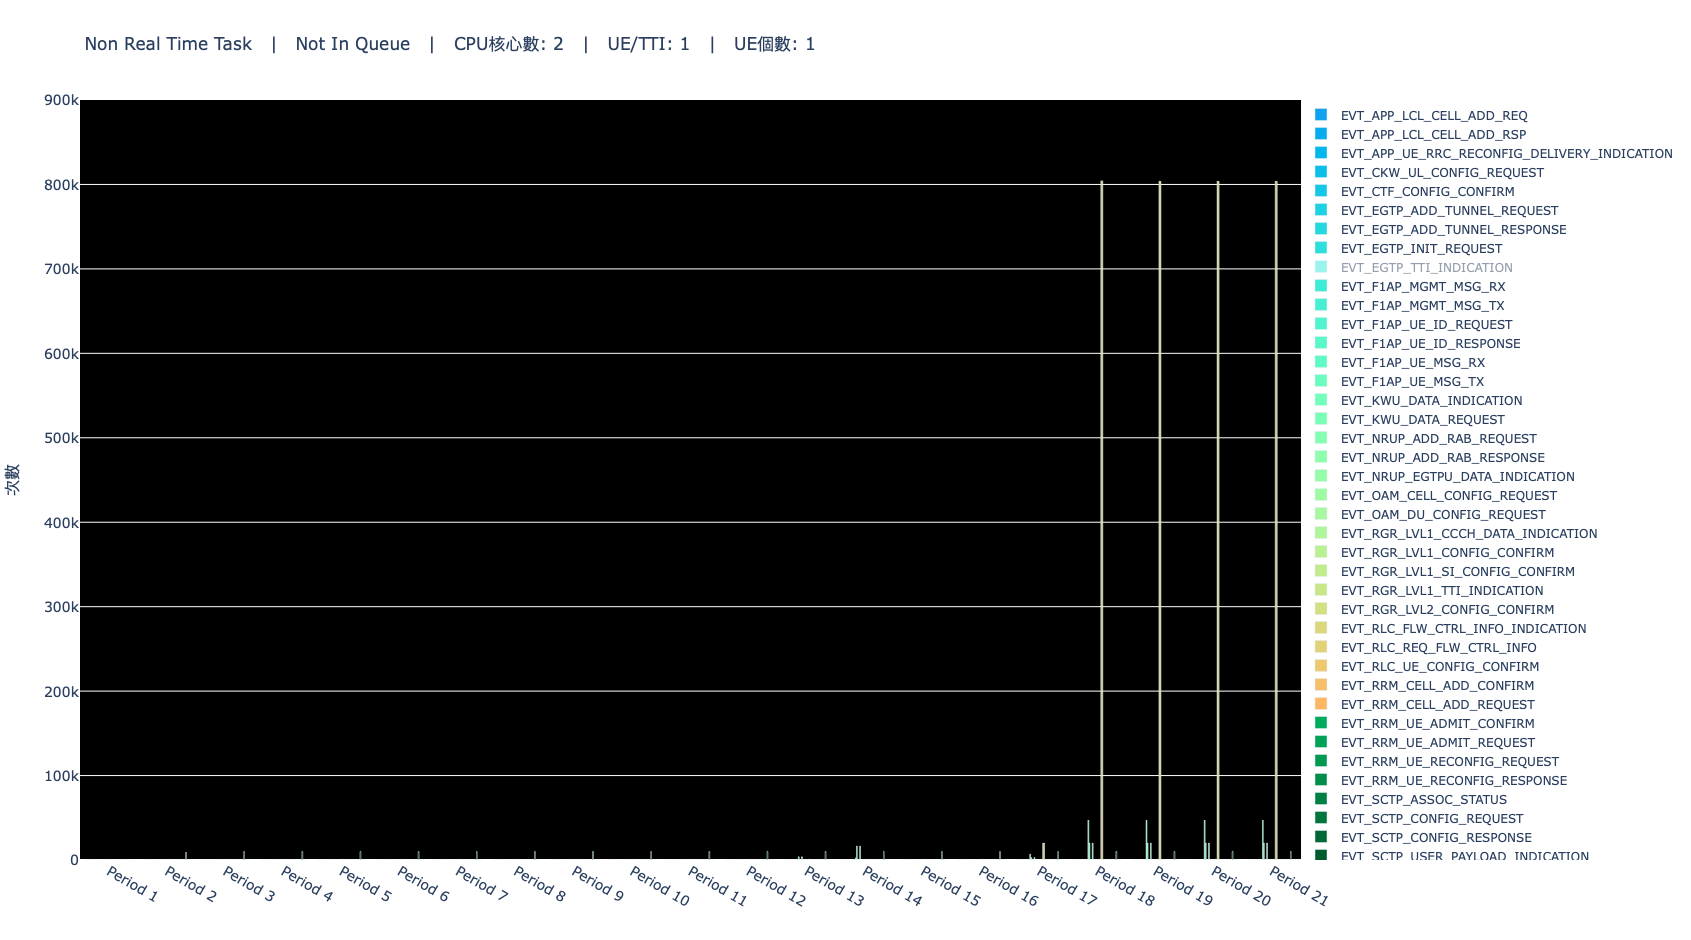 Non Real Time Task | Not In Queue | CPU核心數: 2 | UE/TTI: 1 | UE個數: 1
900k
800k
700k
600k
500k
400k
300k
200k
100k
0
次數
Period 1
Period 2
Period 3
Period 4
Period 5
Period 6
Period 7
Period 8
Period 9
Period 10
Period 11
Period 12
Period 13
Period 14
Period 15
Period 16
Period 17
Period 18
Period 19
Period 20
Period 21
EVT_APP_LCL_CELL_ADD_REQ
EVT_APP_LCL_CELL_ADD_RSP
EVT_APP_UE_RRC_RECONFIG_DELIVERY_INDICATION
EVT_CKW_UL_CONFIG_REQUEST
EVT_CTF_CONFIG_CONFIRM
EVT_EGTP_ADD_TUNNEL_REQUEST
EVT_EGTP_ADD_TUNNEL_RESPONSE
EVT_EGTP_INIT_REQUEST
EVT_EGTP_TTI_INDICATION
EVT_F1AP_MGMT_MSG_RX
EVT_F1AP_MGMT_MSG_TX
EVT_F1AP_UE_ID_REQUEST
EVT_F1AP_UE_ID_RESPONSE
EVT_F1AP_UE_MSG_RX
EVT_F1AP_UE_MSG_TX
EVT_KWU_DATA_INDICATION
EVT_KWU_DATA_REQUEST
EVT_NRUP_ADD_RAB_REQUEST
EVT_NRUP_ADD_RAB_RESPONSE
EVT_NRUP_EGTPU_DATA_INDICATION
EVT_OAM_CELL_CONFIG_REQUEST
EVT_OAM_DU_CONFIG_REQUEST
EVT_RGR_LVL1_CCCH_DATA_INDICATION
EVT_RGR_LVL1_CONFIG_CONFIRM
EVT_RGR_LVL1_SI_CONFIG_CONFIRM
EVT_RGR_LVL1_TTI_INDICATION
EVT_RGR_LVL2_CONFIG_CONFIRM
EVT_RLC_FLW_CTRL_INFO_INDICATION
EVT_RLC_REQ_FLW_CTRL_INFO
EVT_RLC_UE_CONFIG_CONFIRM
EVT_RRM_CELL_ADD_CONFIRM
EVT_RRM_CELL_ADD_REQUEST
EVT_RRM_UE_ADMIT_CONFIRM
EVT_RRM_UE_ADMIT_REQUEST
EVT_RRM_UE_RECONFIG_REQUEST
EVT_RRM_UE_RECONFIG_RESPONSE
EVT_SCTP_ASSOC_STATUS
EVT_SCTP_CONFIG_REQUEST
EVT_SCTP_CONFIG_RESPONSE
EVT_SCTP_USER_PAYLOAD_INDICATION